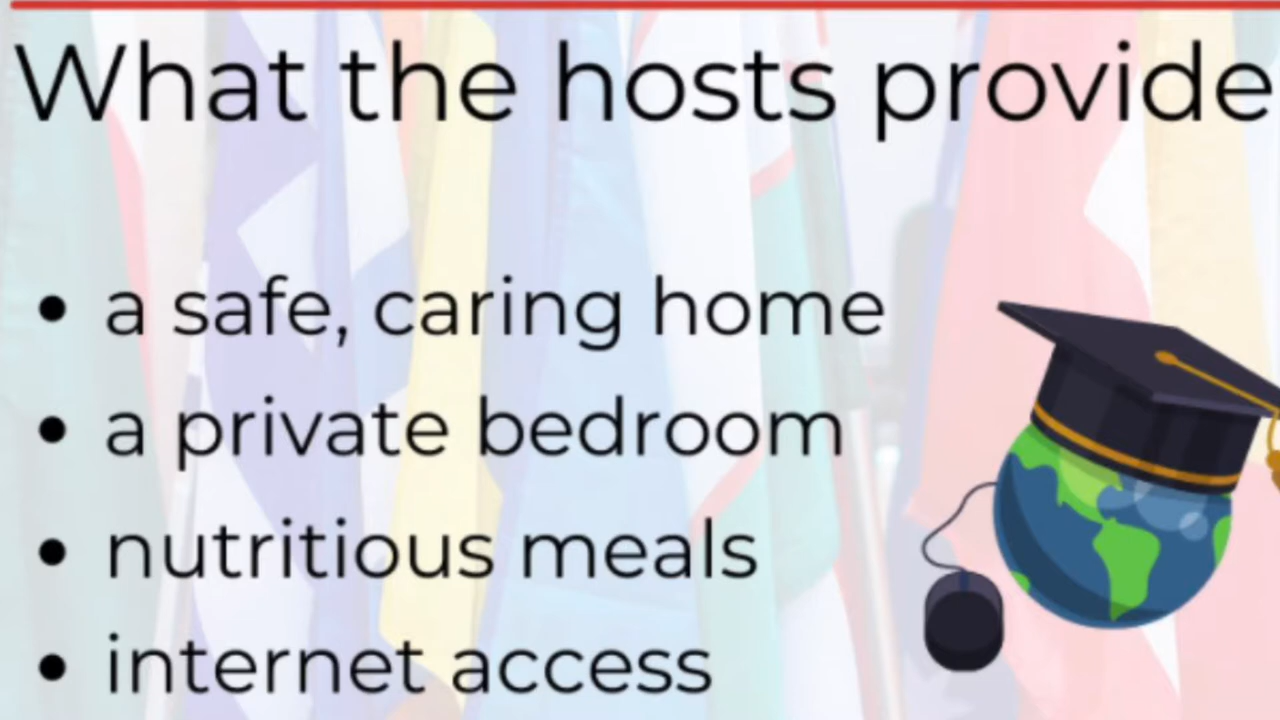 What the hosts provide
• a safe, caring home
• a private bedroom
• nutritious meals
• internet access